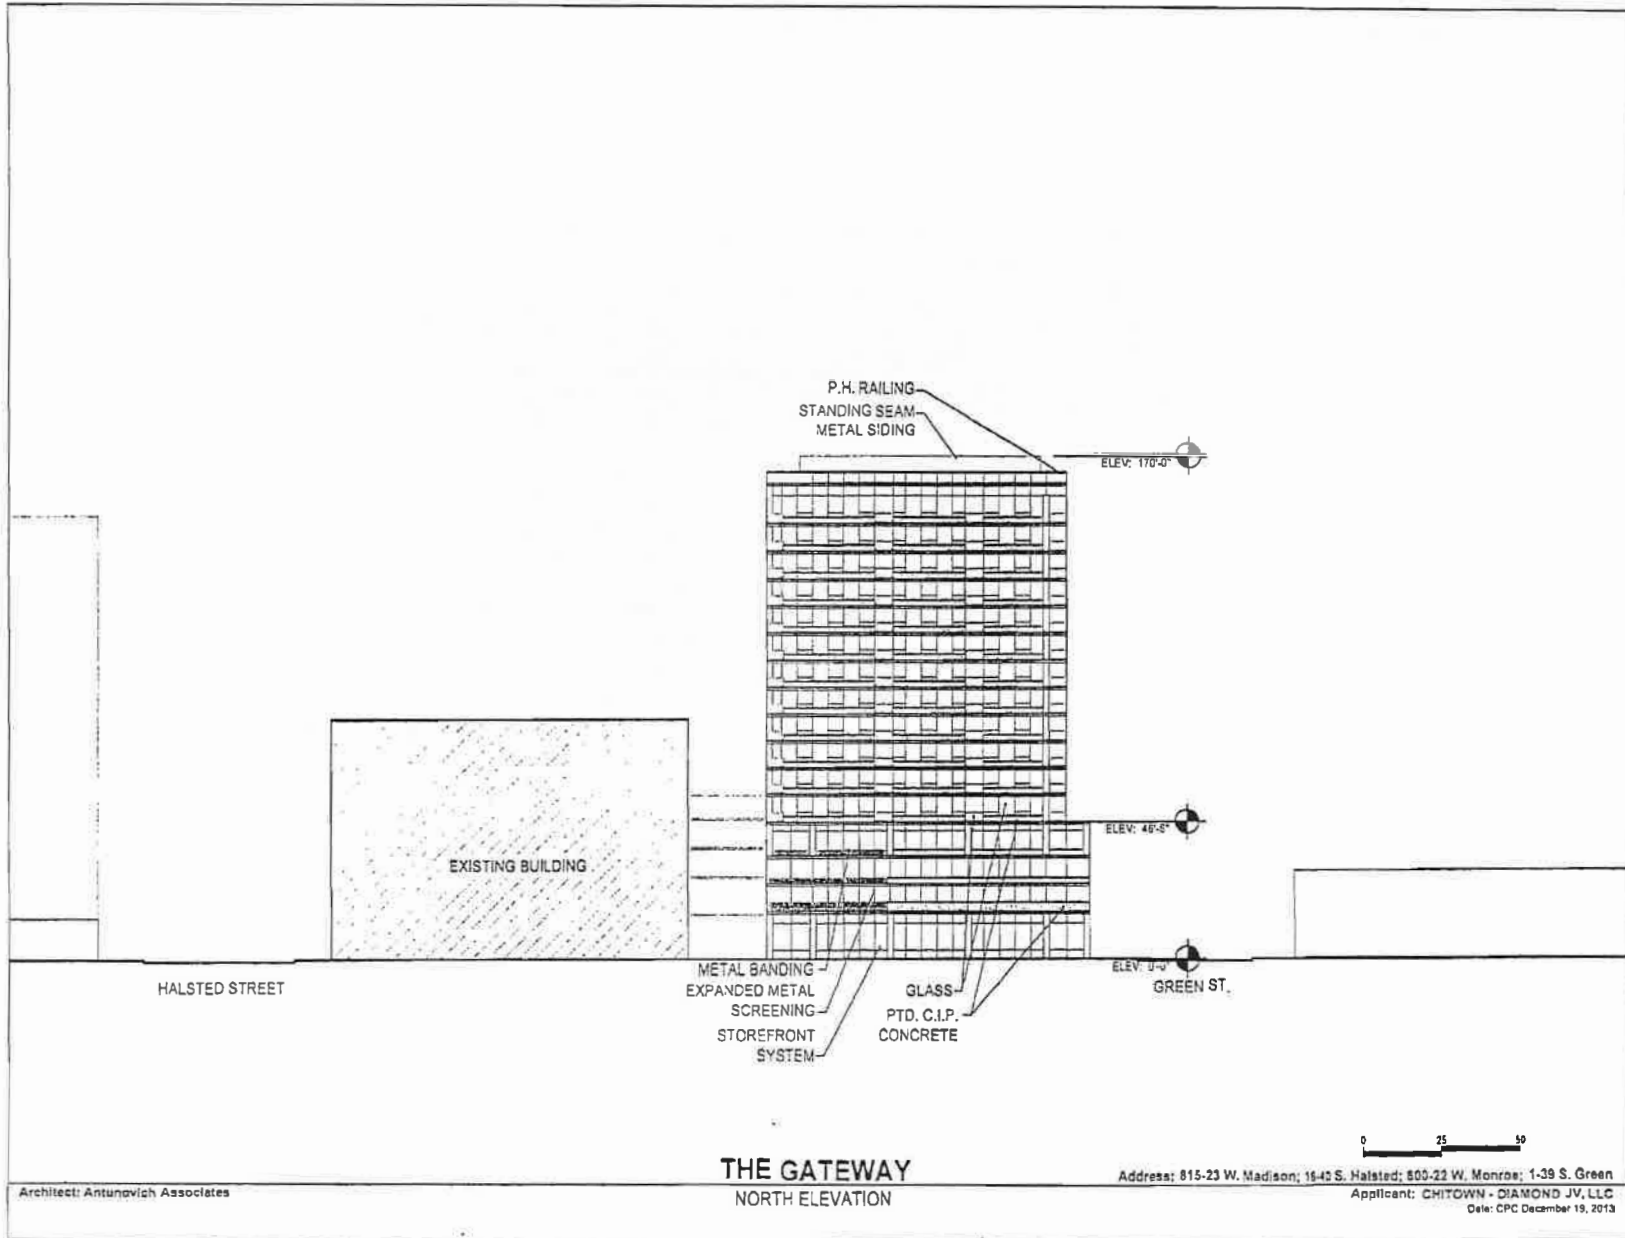 P.H. RAILING
STANDING SEAM
METAL SIDING
ELEV: 170'-0"
ELEV: 46'-6"
EXISTING BUILDING
ELEV: 0'-0"
HALSTED STREET
GREEN ST.
METAL BANDING
EXPANDED METAL
SCREENING
STOREFRONT
SYSTEM
GLASS
PTD. C.I.P.
CONCRETE
0 25 50
THE GATEWAY
NORTH ELEVATION
Address: 815-23 W. Madison; S. Halsted; 800-22 W. Monroe; 1-39 S. Green
Applicant: CHITOWN - DIAMOND JV, LLC
Date: CPC December 19, 2013
Architect: Antunovich Associates